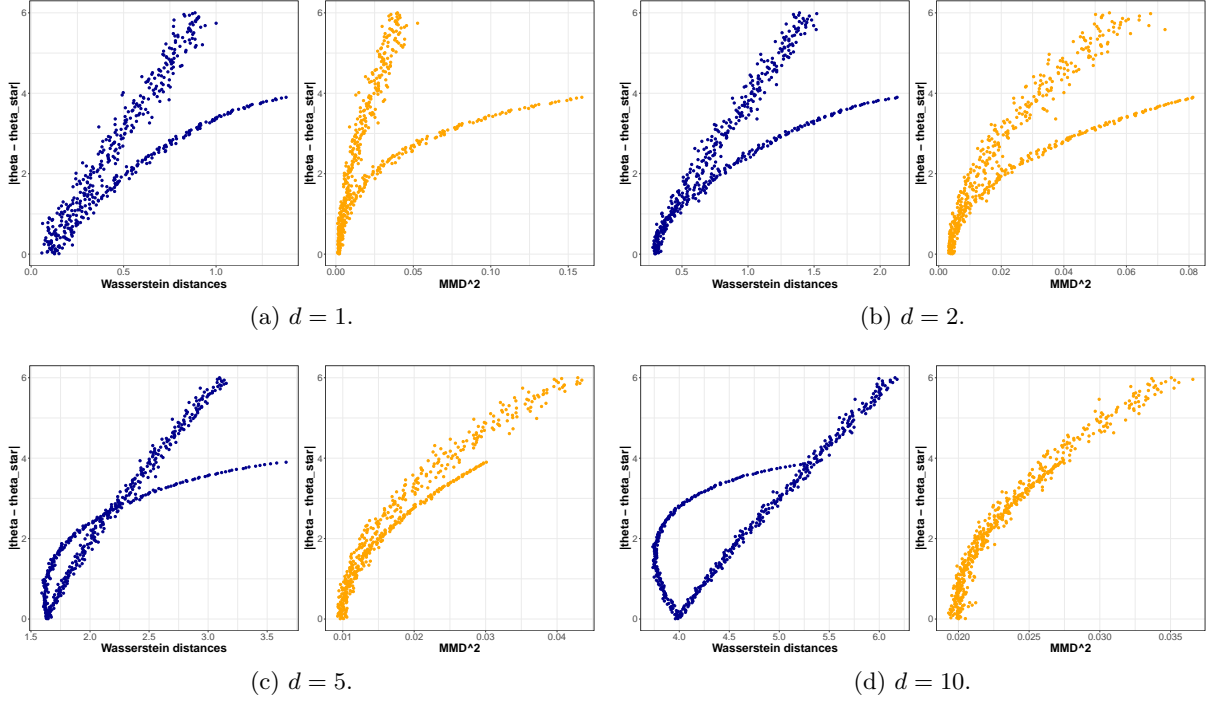 |theta − theta_star|
6
4
2
0
0.0 0.5 1.0
Wasserstein distances
|theta − theta_star|
6
4
2
0
0.00 0.05 0.10 0.15
MMD^2
(a) d = 1.
|theta − theta_star|
6
4
2
0
0.5 1.0 1.5 2.0
Wasserstein distances
|theta − theta_star|
6
4
2
0
0.00 0.02 0.04 0.06 0.08
MMD^2
(b) d = 2.
|theta − theta_star|
6
4
2
0
1.5 2.0 2.5 3.0 3.5
Wasserstein distances
|theta − theta_star|
6
4
2
0
0.01 0.02 0.03 0.04
MMD^2
(c) d = 5.
|theta − theta_star|
6
4
2
0
4.0 4.5 5.0 5.5 6.0
Wasserstein distances
|theta − theta_star|
6
4
2
0
0.020 0.025 0.030 0.035
MMD^2
(d) d = 10.